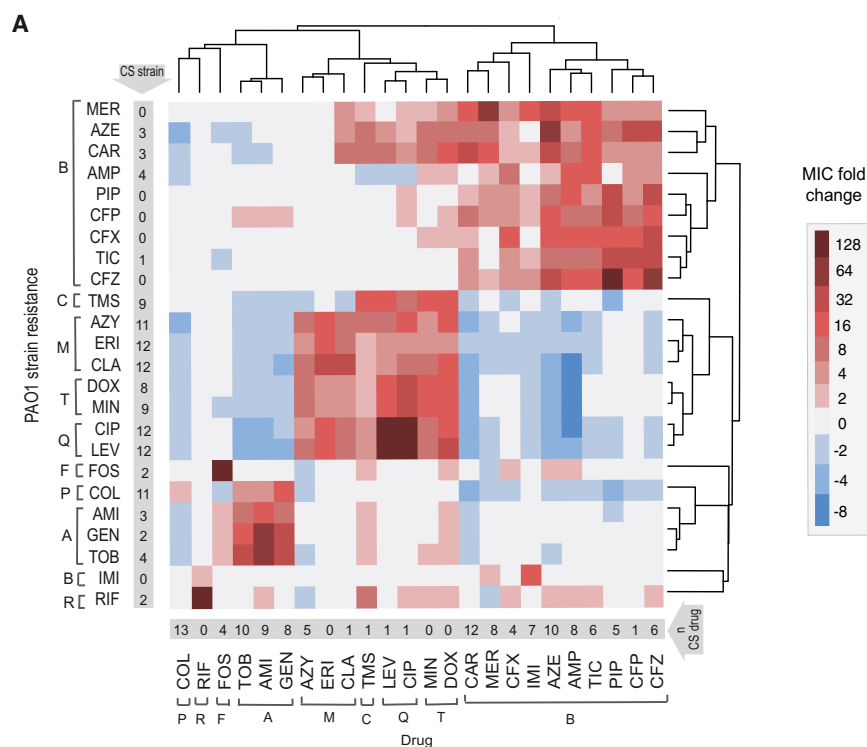 A
CS strain
B
MER 0
AZE 3
CAR 3
AMP 4
PIP 0
CFP 0
CFX 0
TIC 1
CFZ 0
C TMS 9
M
AZY 11
ERI 12
CLA 12
T
DOX 8
MIN 9
Q
CIP 12
LEV 12
F FOS 2
P COL 11
A
AMI 3
GEN 2
TOB 4
B IMI 0
R RIF 2
PAO1 strain resistance
MIC fold
change
128
64
32
16
8
4
2
0
-2
-4
-8
13 0 4 10 9 8 5 0 1 1 1 1 0 0 12 8 4 7 10 8 6 5 1 6
n
CS drug
COL RIF FOS TOB AMI GEN AZY ERI CLA TMS LEV CIP MIN DOX CAR MER CFX IMI AZE AMP TIC PIP CFP CFZ
P R F A M C Q T B
Drug